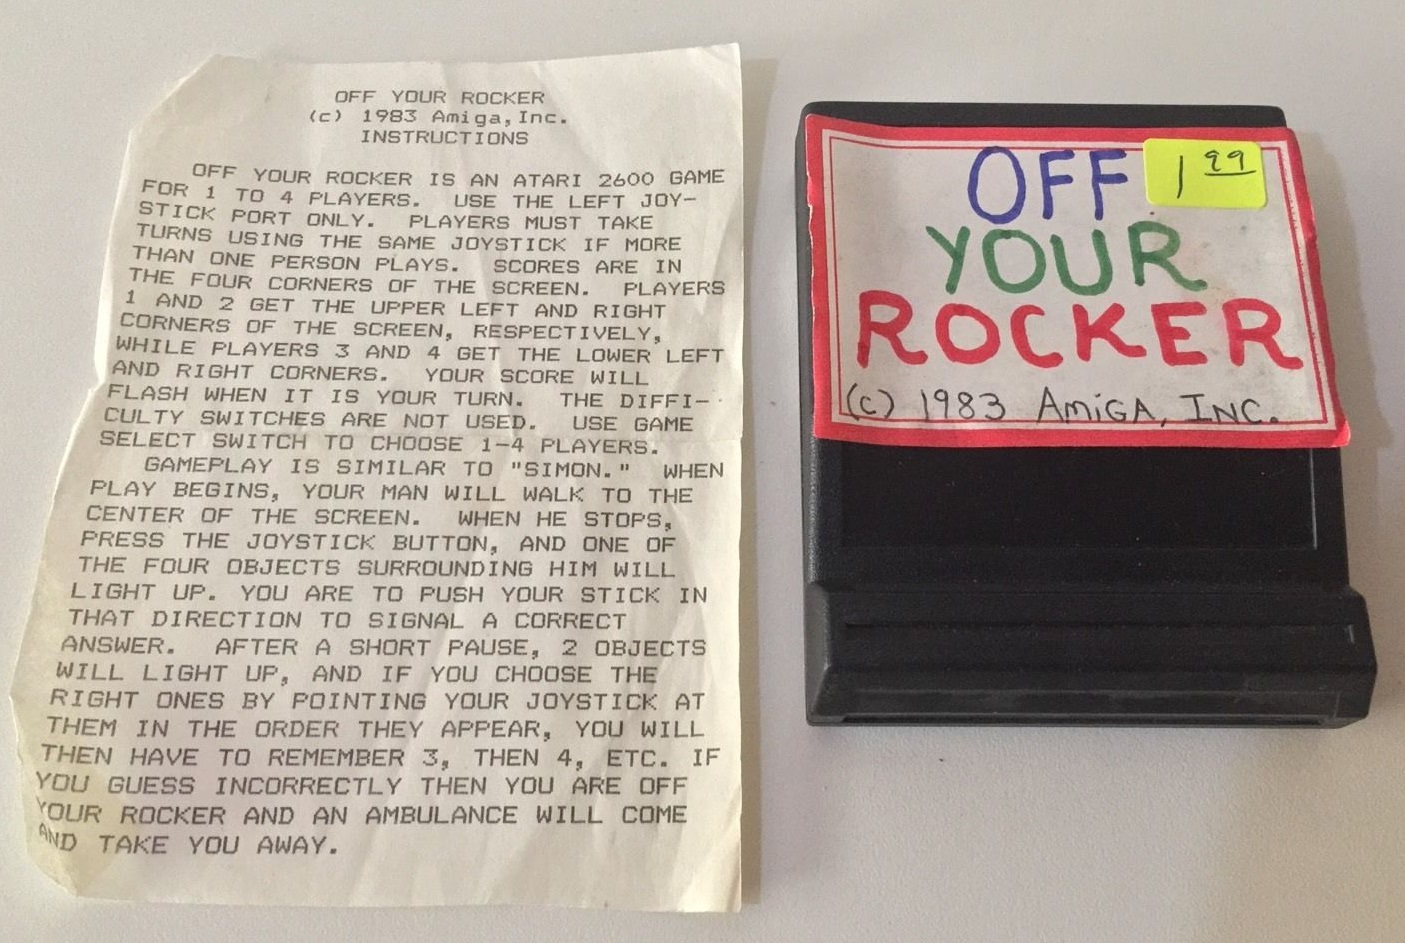 OFF YOUR ROCKER
(c) 1983 Amiga,Inc.
INSTRUCTIONS
OFF YOUR ROCKER IS AN ATARI 2600 GAME
FOR 1 TO 4 PLAYERS. USE THE LEFT JOY-
STICK PORT ONLY. PLAYERS MUST TAKE
TURNS USING THE SAME JOYSTICK IF MORE
THAN ONE PERSON PLAYS. SCORES ARE IN
THE FOUR CORNERS OF THE SCREEN. PLAYERS
1 AND 2 GET THE UPPER LEFT AND RIGHT
CORNERS OF THE SCREEN, RESPECTIVELY,
WHILE PLAYERS 3 AND 4 GET THE LOWER LEFT
AND RIGHT CORNERS. YOUR SCORE WILL
FLASH WHEN IT IS YOUR TURN. THE DIFFI-
CULTY SWITCHES ARE NOT USED. USE GAME
SELECT SWITCH TO CHOOSE 1-4 PLAYERS.
GAMEPLAY IS SIMILAR TO "SIMON." WHEN
PLAY BEGINS, YOUR MAN WILL WALK TO THE
CENTER OF THE SCREEN. WHEN HE STOPS,
PRESS THE JOYSTICK BUTTON, AND ONE OF
THE FOUR OBJECTS SURROUNDING HIM WILL
LIGHT UP. YOU ARE TO PUSH YOUR STICK IN
THAT DIRECTION TO SIGNAL A CORRECT
ANSWER. AFTER A SHORT PAUSE, 2 OBJECTS
WILL LIGHT UP, AND IF YOU CHOOSE THE
RIGHT ONES BY POINTING YOUR JOYSTICK AT
THEM IN THE ORDER THEY APPEAR, YOU WILL
THEN HAVE TO REMEMBER 3, THEN 4, ETC. IF
YOU GUESS INCORRECTLY THEN YOU ARE OFF
YOUR ROCKER AND AN AMBULANCE WILL COME
AND TAKE YOU AWAY.
OFF
1 99
YOUR
ROCKER
(c) 1983 AMiGA, INC.